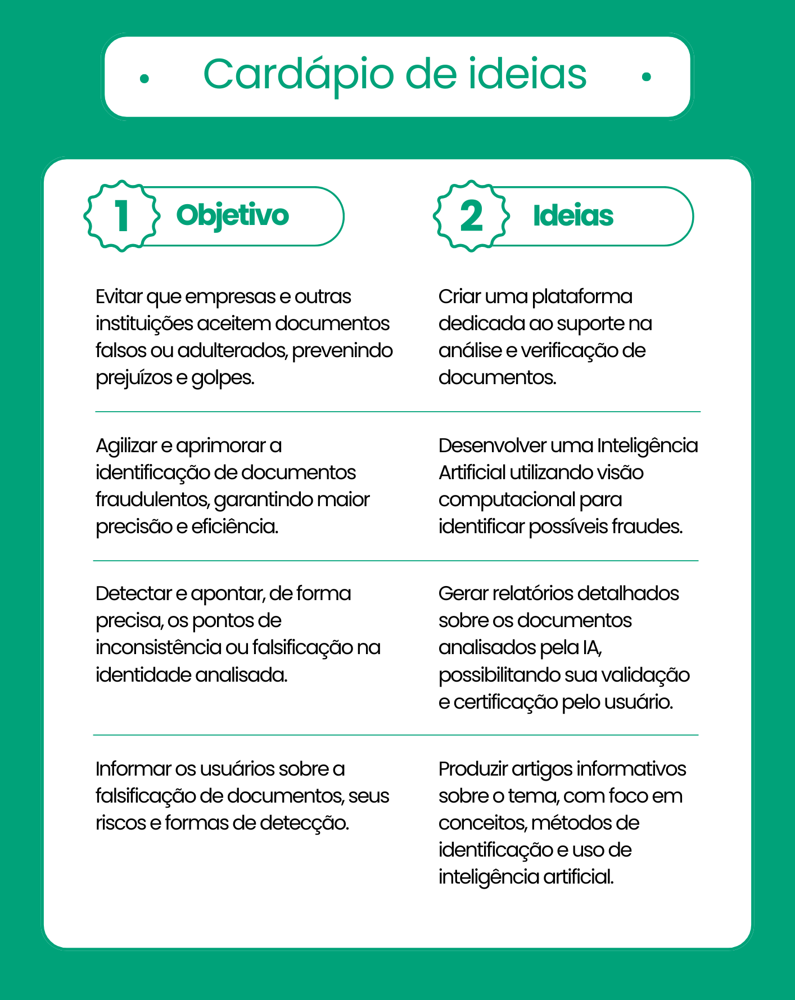 Cardápio de ideias
1 Objetivo
2 Ideias
Evitar que empresas e outras
instituições aceitem documentos
falsos ou adulterados, prevenindo
prejuízos e golpes.
Criar uma plataforma
dedicada ao suporte na
análise e verificação de
documentos.
Agilizar e aprimorar a
identificação de documentos
fraudulentos, garantindo maior
precisão e eficiência.
Desenvolver uma Inteligência
Artificial utilizando visão
computacional para
identificar possíveis fraudes.
Detectar e apontar, de forma
precisa, os pontos de
inconsistência ou falsificação na
identidade analisada.
Gerar relatórios detalhados
sobre os documentos
analisados pela IA,
possibilitando sua validação
e certificação pelo usuário.
Informar os usuários sobre a
falsificação de documentos, seus
riscos e formas de detecção.
Produzir artigos informativos
sobre o tema, com foco em
conceitos, métodos de
identificação e uso de
inteligência artificial.